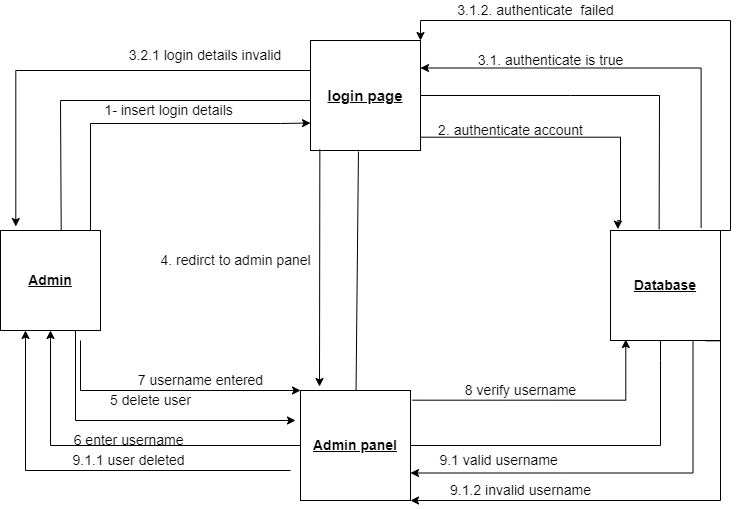 3.1.2. authenticate failed
3.2.1 login details invalid
3.1. authenticate is true
login page
1- insert login details
2. authenticate account
4. redirct to admin panel
Admin
Database
7 username entered
8 verify username
5 delete user
6 enter username
Admin panel
9.1.1 user deleted
9.1 valid username
9.1.2 invalid username